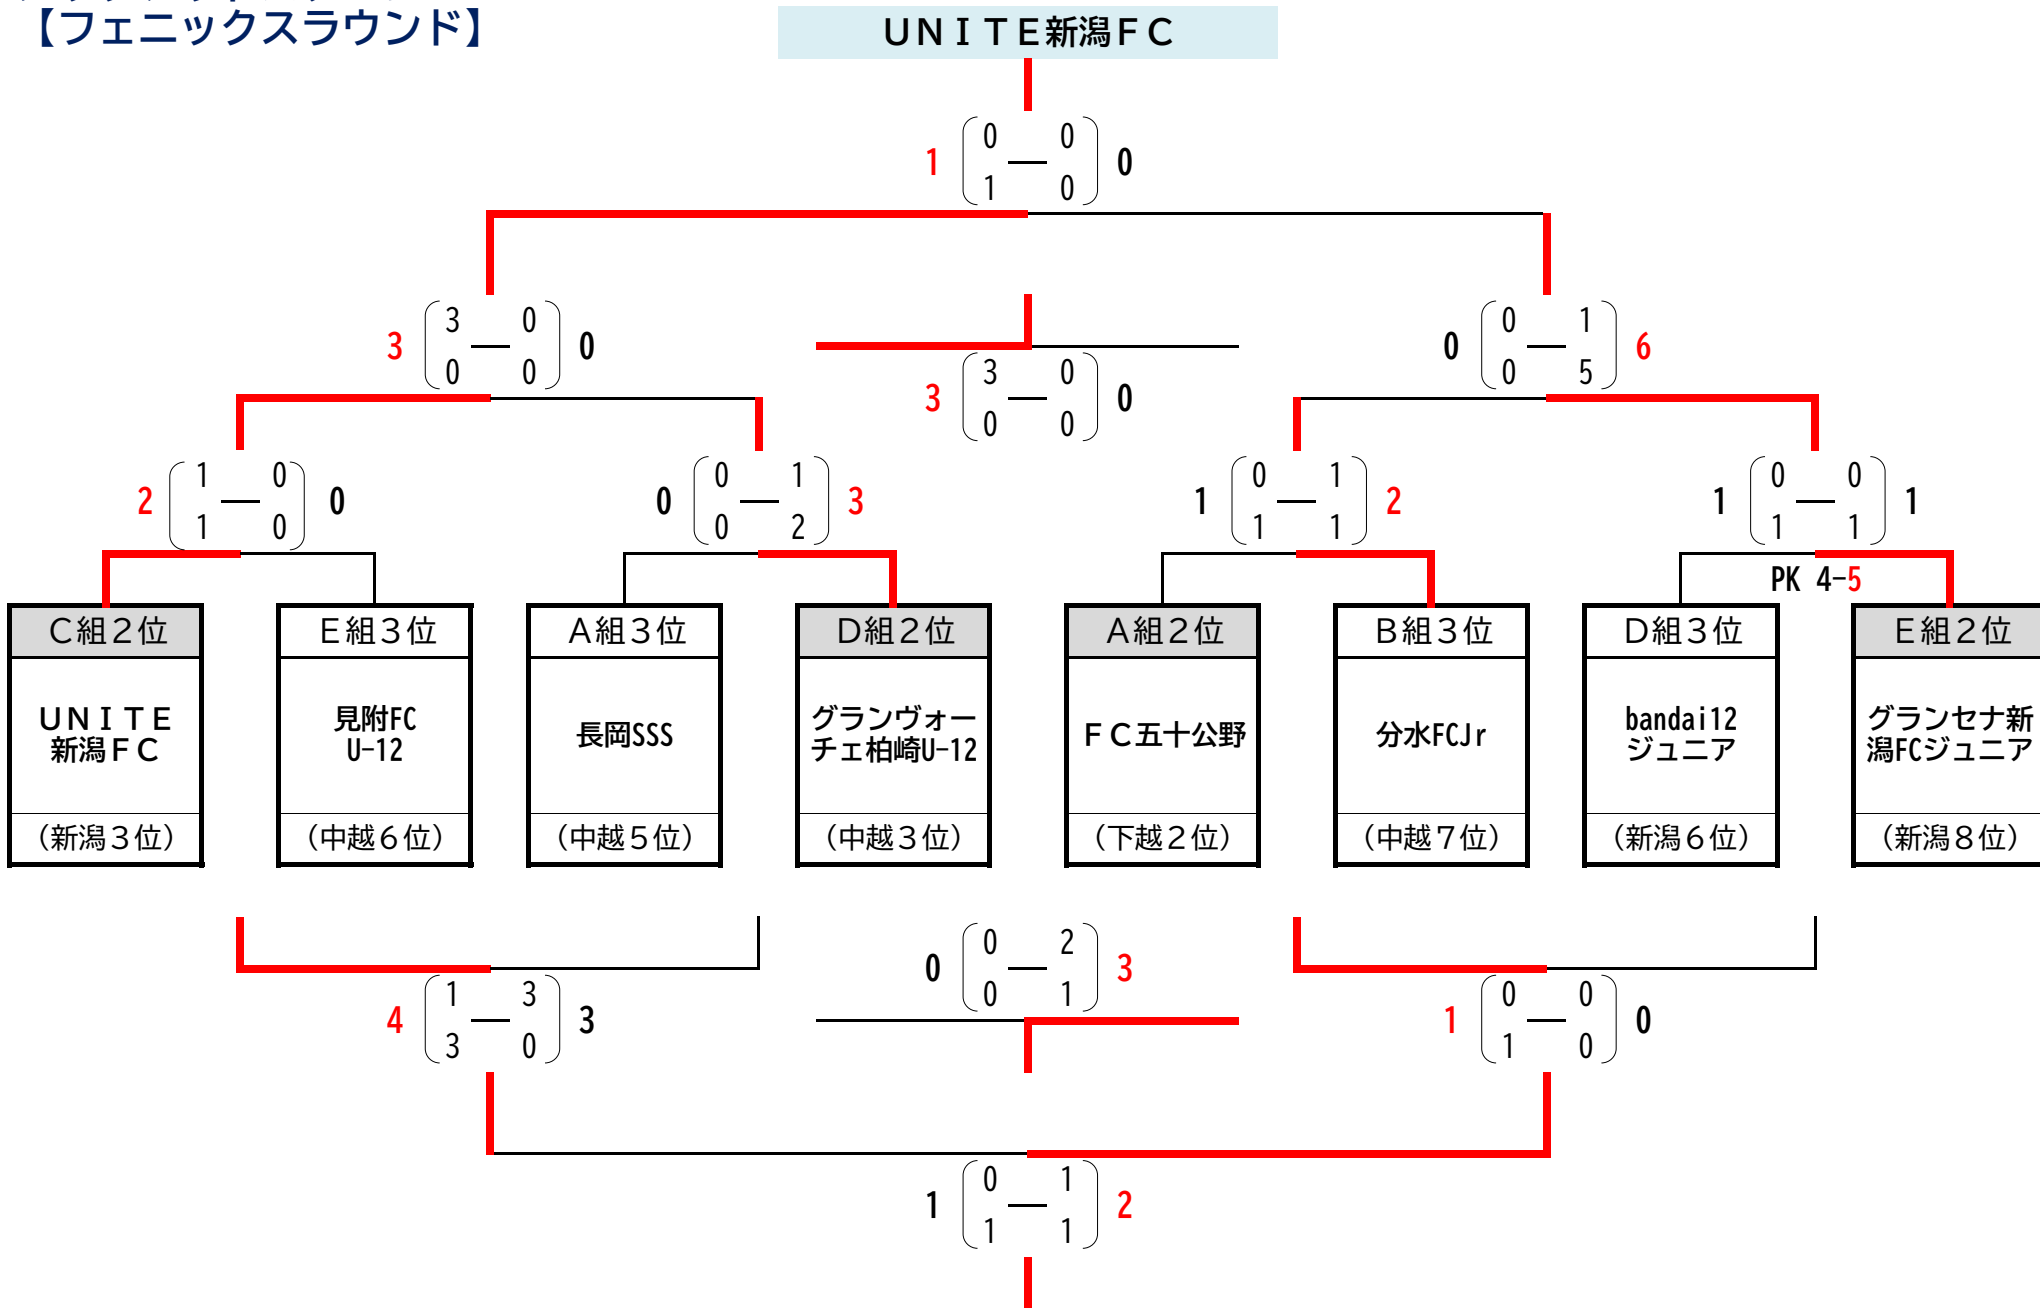 【フェニックスラウンド】
ＵＮＩＴＥ新潟ＦＣ
0 0
1 0
1 0
3 0 0 1
3 0 0 6
0 0 0 5
3 0
3 0
0 0
1 0 0 1 0 1 0 0
2 0 0 3 1 2 1 1
1 0 0 2 1 1 1 1
PK 4-5
Ｃ組２位 Ｅ組３位 Ａ組３位 Ｄ組２位 Ａ組２位 Ｂ組３位 Ｄ組３位 Ｅ組２位
ＵＮＩＴＥ
新潟ＦＣ
見附FC
U-12
長岡SSS
グランヴォー
チェ柏崎U-12
ＦＣ五十公野
分水FCJr
bandai12
ジュニア
グランセナ新
潟FCジュニア
（新潟３位） （中越６位） （中越５位） （中越３位） （下越２位） （中越７位） （新潟６位） （新潟８位）
0 2
0 3
0 1
1 3 0 0
4 3 1 0
3 0 1 0
0 1
1 2
1 1